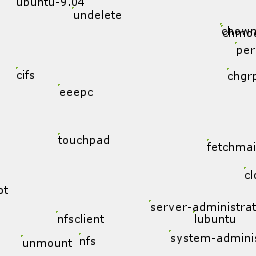 ubuntu-9.04
undelete
chown
chmo
per
cifs
chgrp
eeepc
touchpad
fetchmai
clo
ot
server-administrat
nfsclient
lubuntu
system-adminis
unmount
nfs